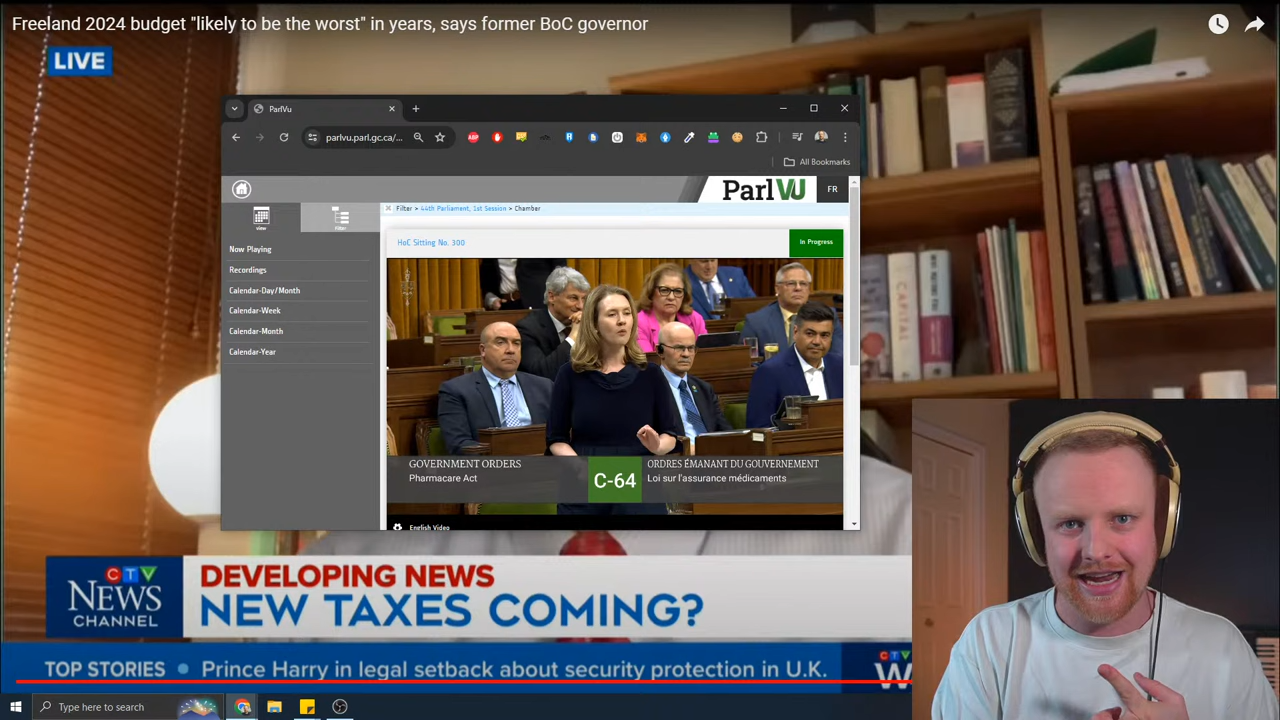 Freeland 2024 budget "likely to be the worst" in years, says former BoC governor
LIVE
ParlVu
parlvu.parl.gc.ca/...
All Bookmarks
ParlVU
FR
view
Filter
Filter > 44th Parliament, 1st Session > Chamber
Now Playing
Recordings
Calendar-Day/Month
Calendar-Week
Calendar-Month
Calendar-Year
HoC Sitting No. 300
In Progress
GOVERNMENT ORDERS
Pharmacare Act
C-64
ORDRES ÉMANANT DU GOUVERNEMENT
Loi sur l'assurance médicaments
English Video
CAPITAL
CTV
NEWS
CHANNEL
DEVELOPING NEWS
NEW TAXES COMING?
TOP STORIES
Prince Harry in legal setback about security protection in U.K.
CTV
Type here to search